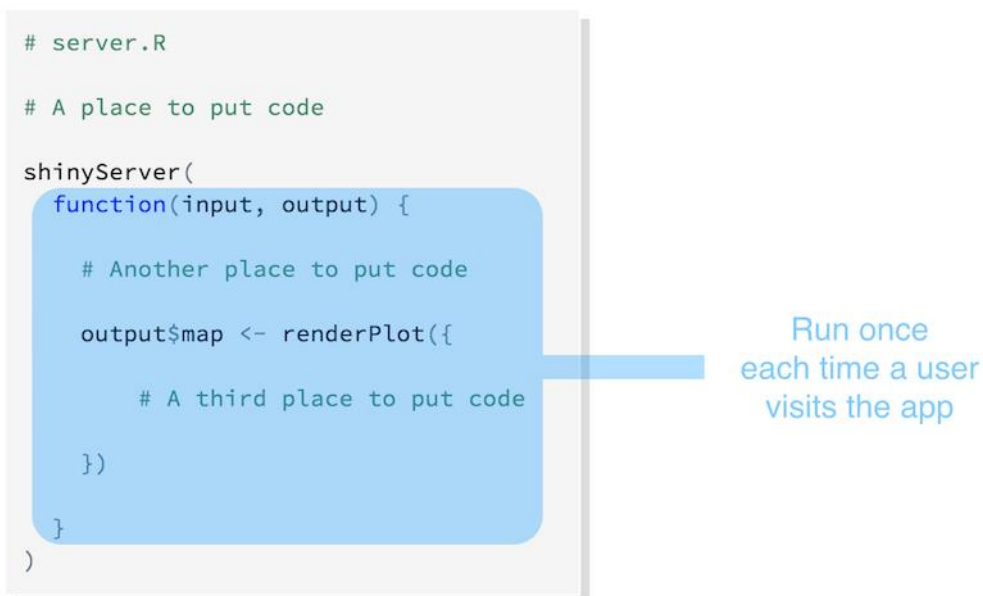 # server.R
# A place to put code
shinyServer(
function(input, output) {
# Another place to put code
output$map <- renderPlot({
# A third place to put code
})
}
)
Run once
each time a user
visits the app